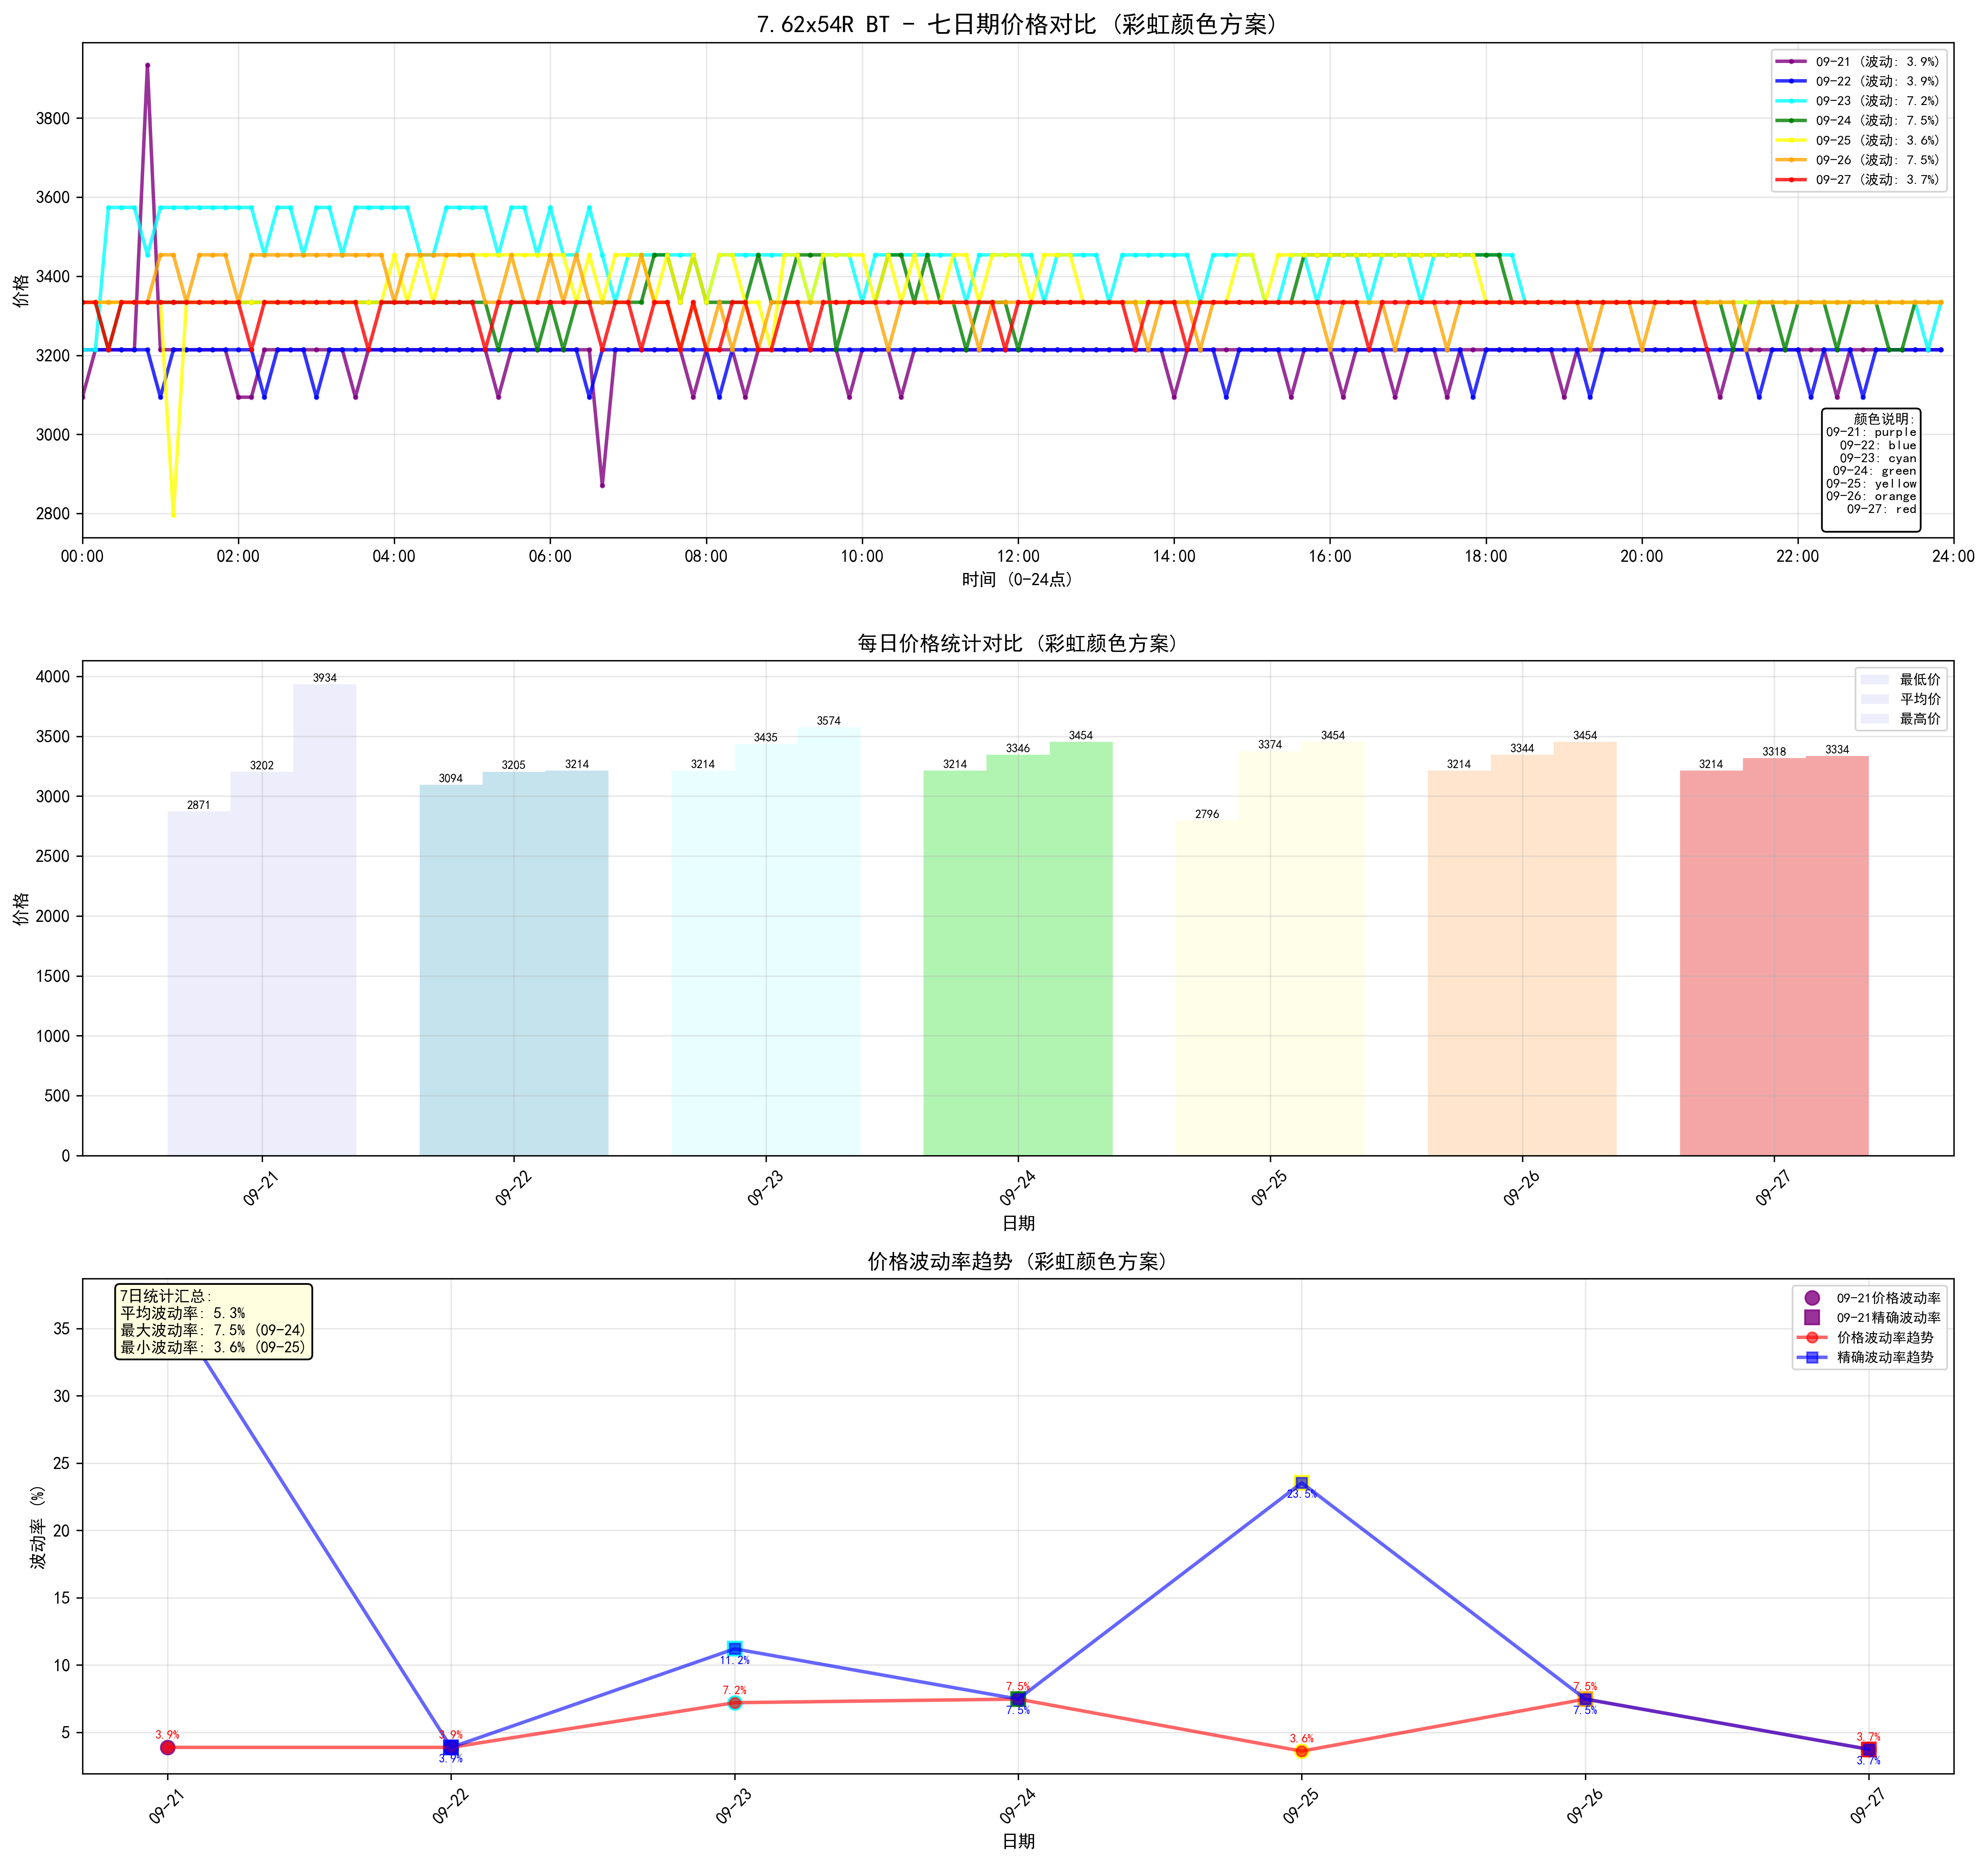 7.62x54R BT - 七日期价格对比 (彩虹颜色方案)
价格
3800
3600
3400
3200
3000
2800
09-21 (波动: 3.9%)
09-22 (波动: 3.9%)
09-23 (波动: 7.2%)
09-24 (波动: 7.5%)
09-25 (波动: 3.6%)
09-26 (波动: 7.5%)
09-27 (波动: 3.7%)
颜色说明:
09-21: purple
09-22: blue
09-23: cyan
09-24: green
09-25: yellow
09-26: orange
09-27: red
00:00 02:00 04:00 06:00 08:00 10:00 12:00 14:00 16:00 18:00 20:00 22:00 24:00
时间 (0-24点)
每日价格统计对比 (彩虹颜色方案)
价格
4000
3500
3000
2500
2000
1500
1000
500
0
最低价
平均价
最高价
2871 3202 3934
3094 3205 3214
3214 3435 3574
3214 3346 3454
2796 3374 3454
3214 3344 3454
3214 3318 3334
09-21 09-22 09-23 09-24 09-25 09-26 09-27
日期
价格波动率趋势 (彩虹颜色方案)
波动率 (%)
35
30
25
20
15
10
5
7日统计汇总:
平均波动率: 5.3%
最大波动率: 7.5% (09-24)
最小波动率: 3.6% (09-25)
09-21价格波动率
09-21精确波动率
价格波动率趋势
精确波动率趋势
3.9%
3.9%
3.9%
7.2%
11.2%
7.5%
7.5%
3.6%
23.5%
7.5%
7.5%
3.7%
3.7%
09-21 09-22 09-23 09-24 09-25 09-26 09-27
日期